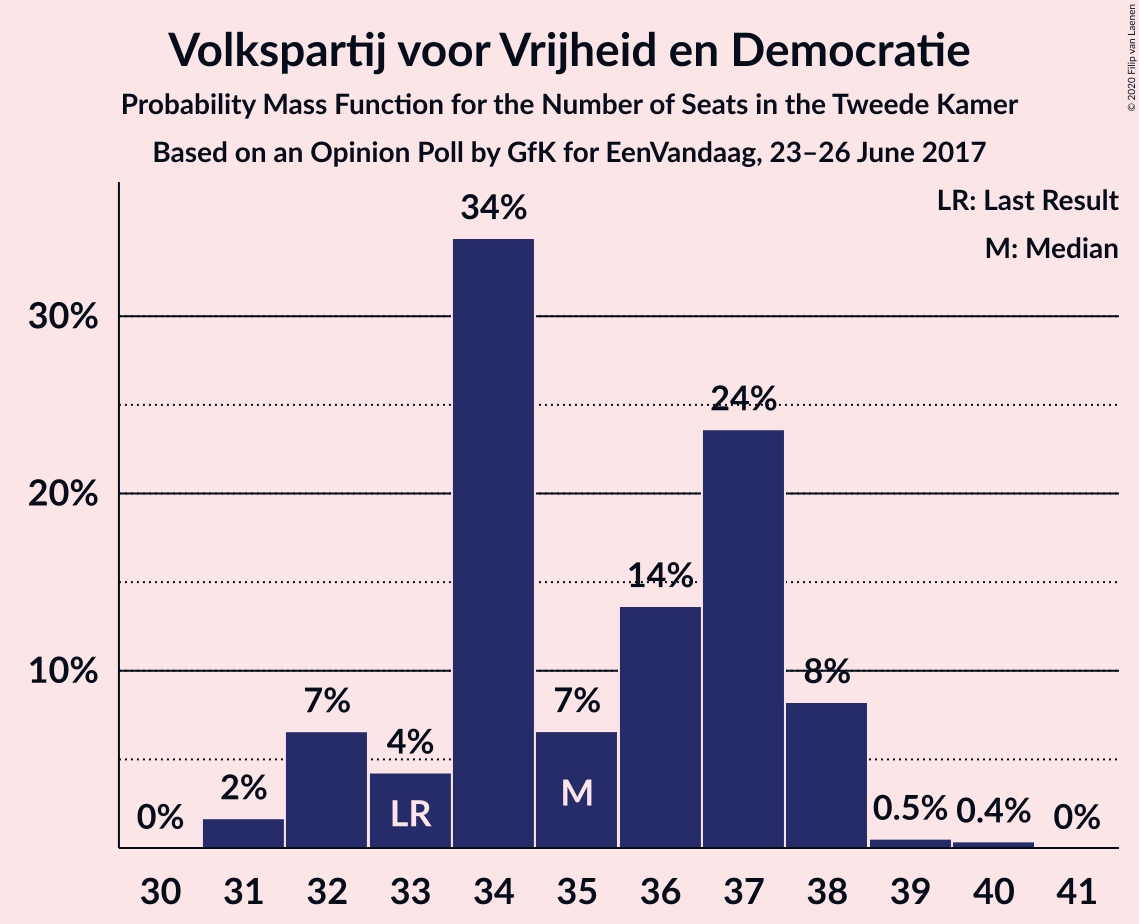 Volkspartij voor Vrijheid en Democratie
Probability Mass Function for the Number of Seats in the Tweede Kamer
Based on an Opinion Poll by GfK for EenVandaag, 23–26 June 2017
© 2020 Filip van Laenen
LR: Last Result
M: Median
34%
30%
24%
20%
14%
10%
8%
7%
7%
4%
2%
0%
LR
M
0.5%
0.4%
0%
30 31 32 33 34 35 36 37 38 39 40 41